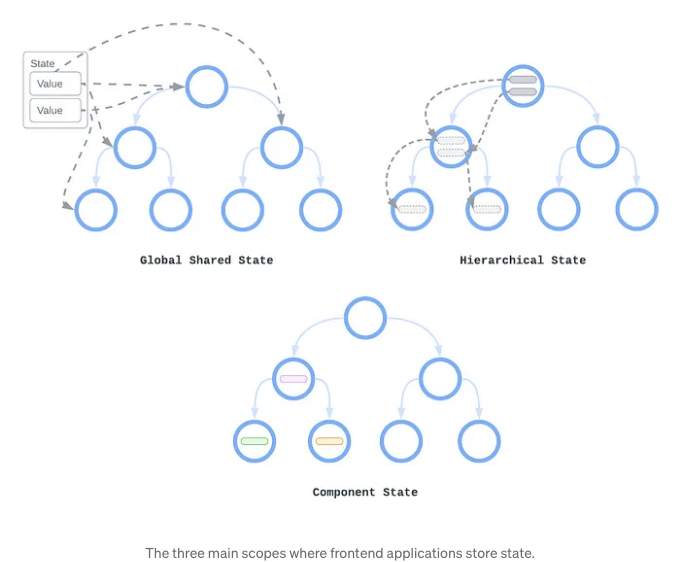 State
Value
Value
Global Shared State
Hierarchical State
Component State
The three main scopes where frontend applications store state.